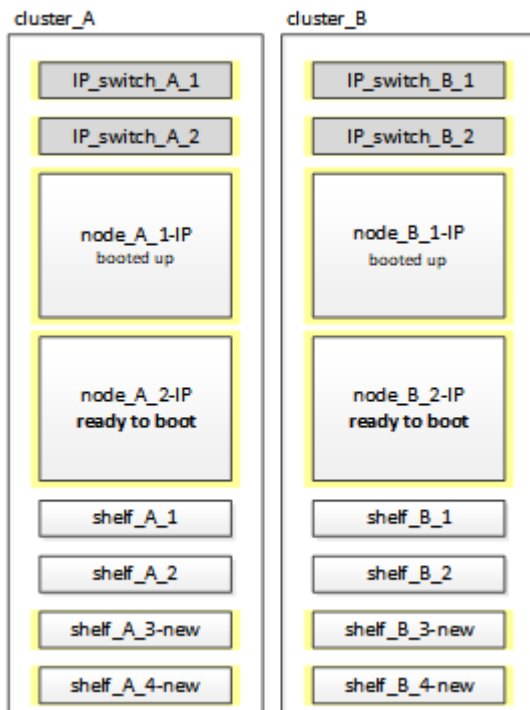 cluster_A
IP_switch_A_1
IP_switch_A_2
node_A_1-IP
booted up
node_A_2-IP
ready to boot
shelf_A_1
shelf_A_2
shelf_A_3-new
shelf_A_4-new
cluster_B
IP_switch_B_1
IP_switch_B_2
node_B_1-IP
booted up
node_B_2-IP
ready to boot
shelf_B_1
shelf_B_2
shelf_B_3-new
shelf_B_4-new